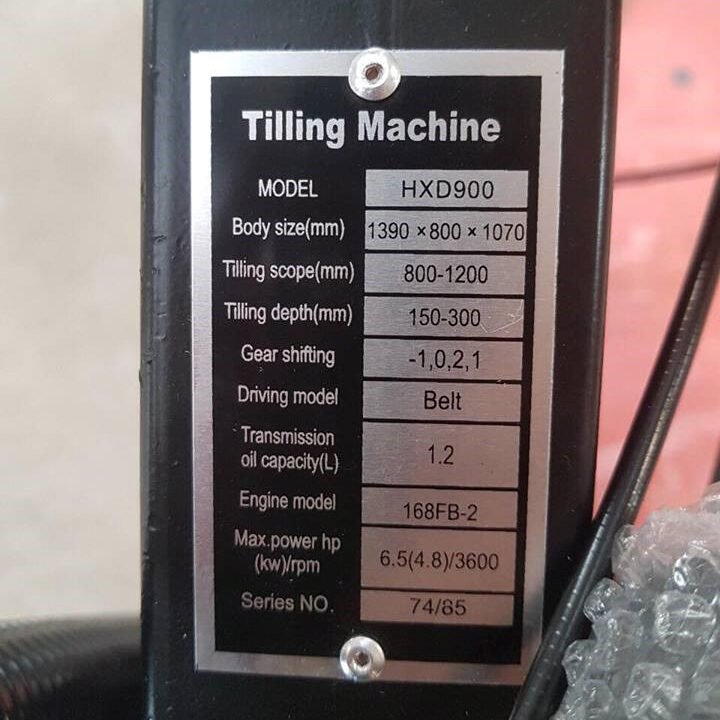 Tilling Machine
MODEL HXD900
Body size(mm) 1390 × 800 × 1070
Tilling scope(mm) 800-1200
Tilling depth(mm) 150-300
Gear shifting -1,0,2,1
Driving model Belt
Transmission
oil capacity(L) 1.2
Engine model 168FB-2
Max.power hp
(kw)/rpm 6.5(4.8)/3600
Series NO. 74/85